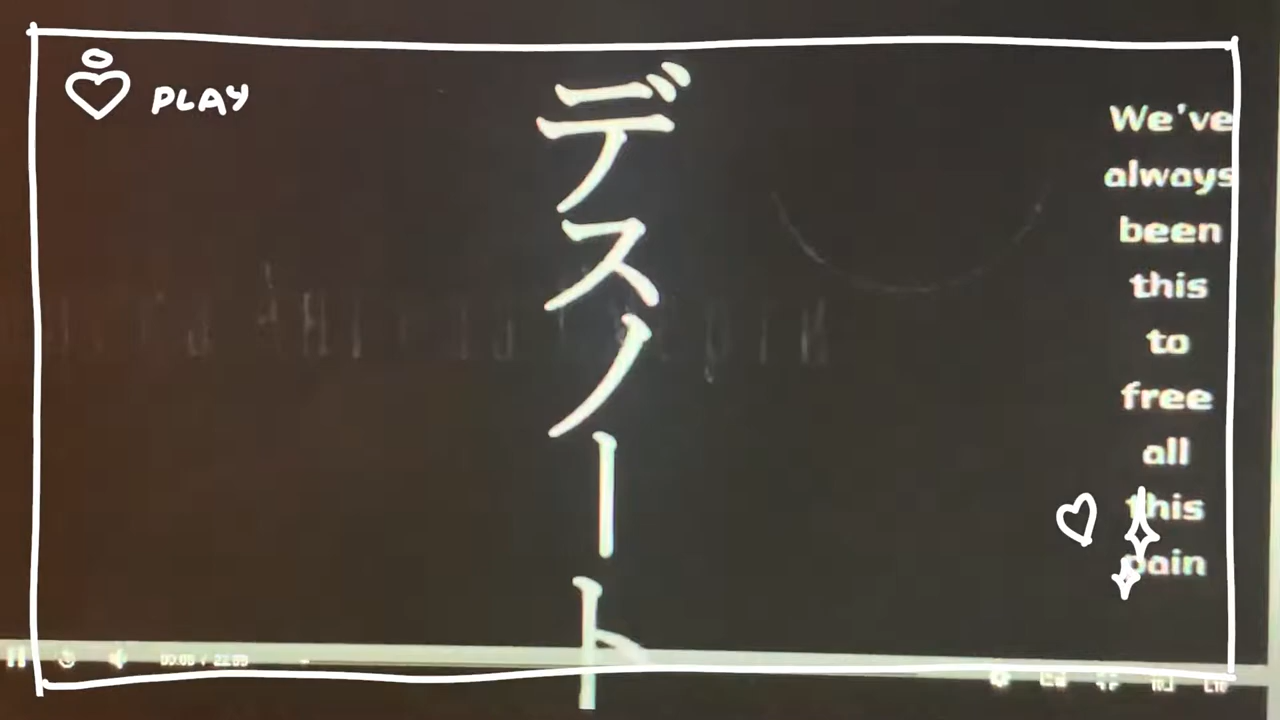 PLAY
デスノート
We've
always
been
this
to
free
all
this
pain